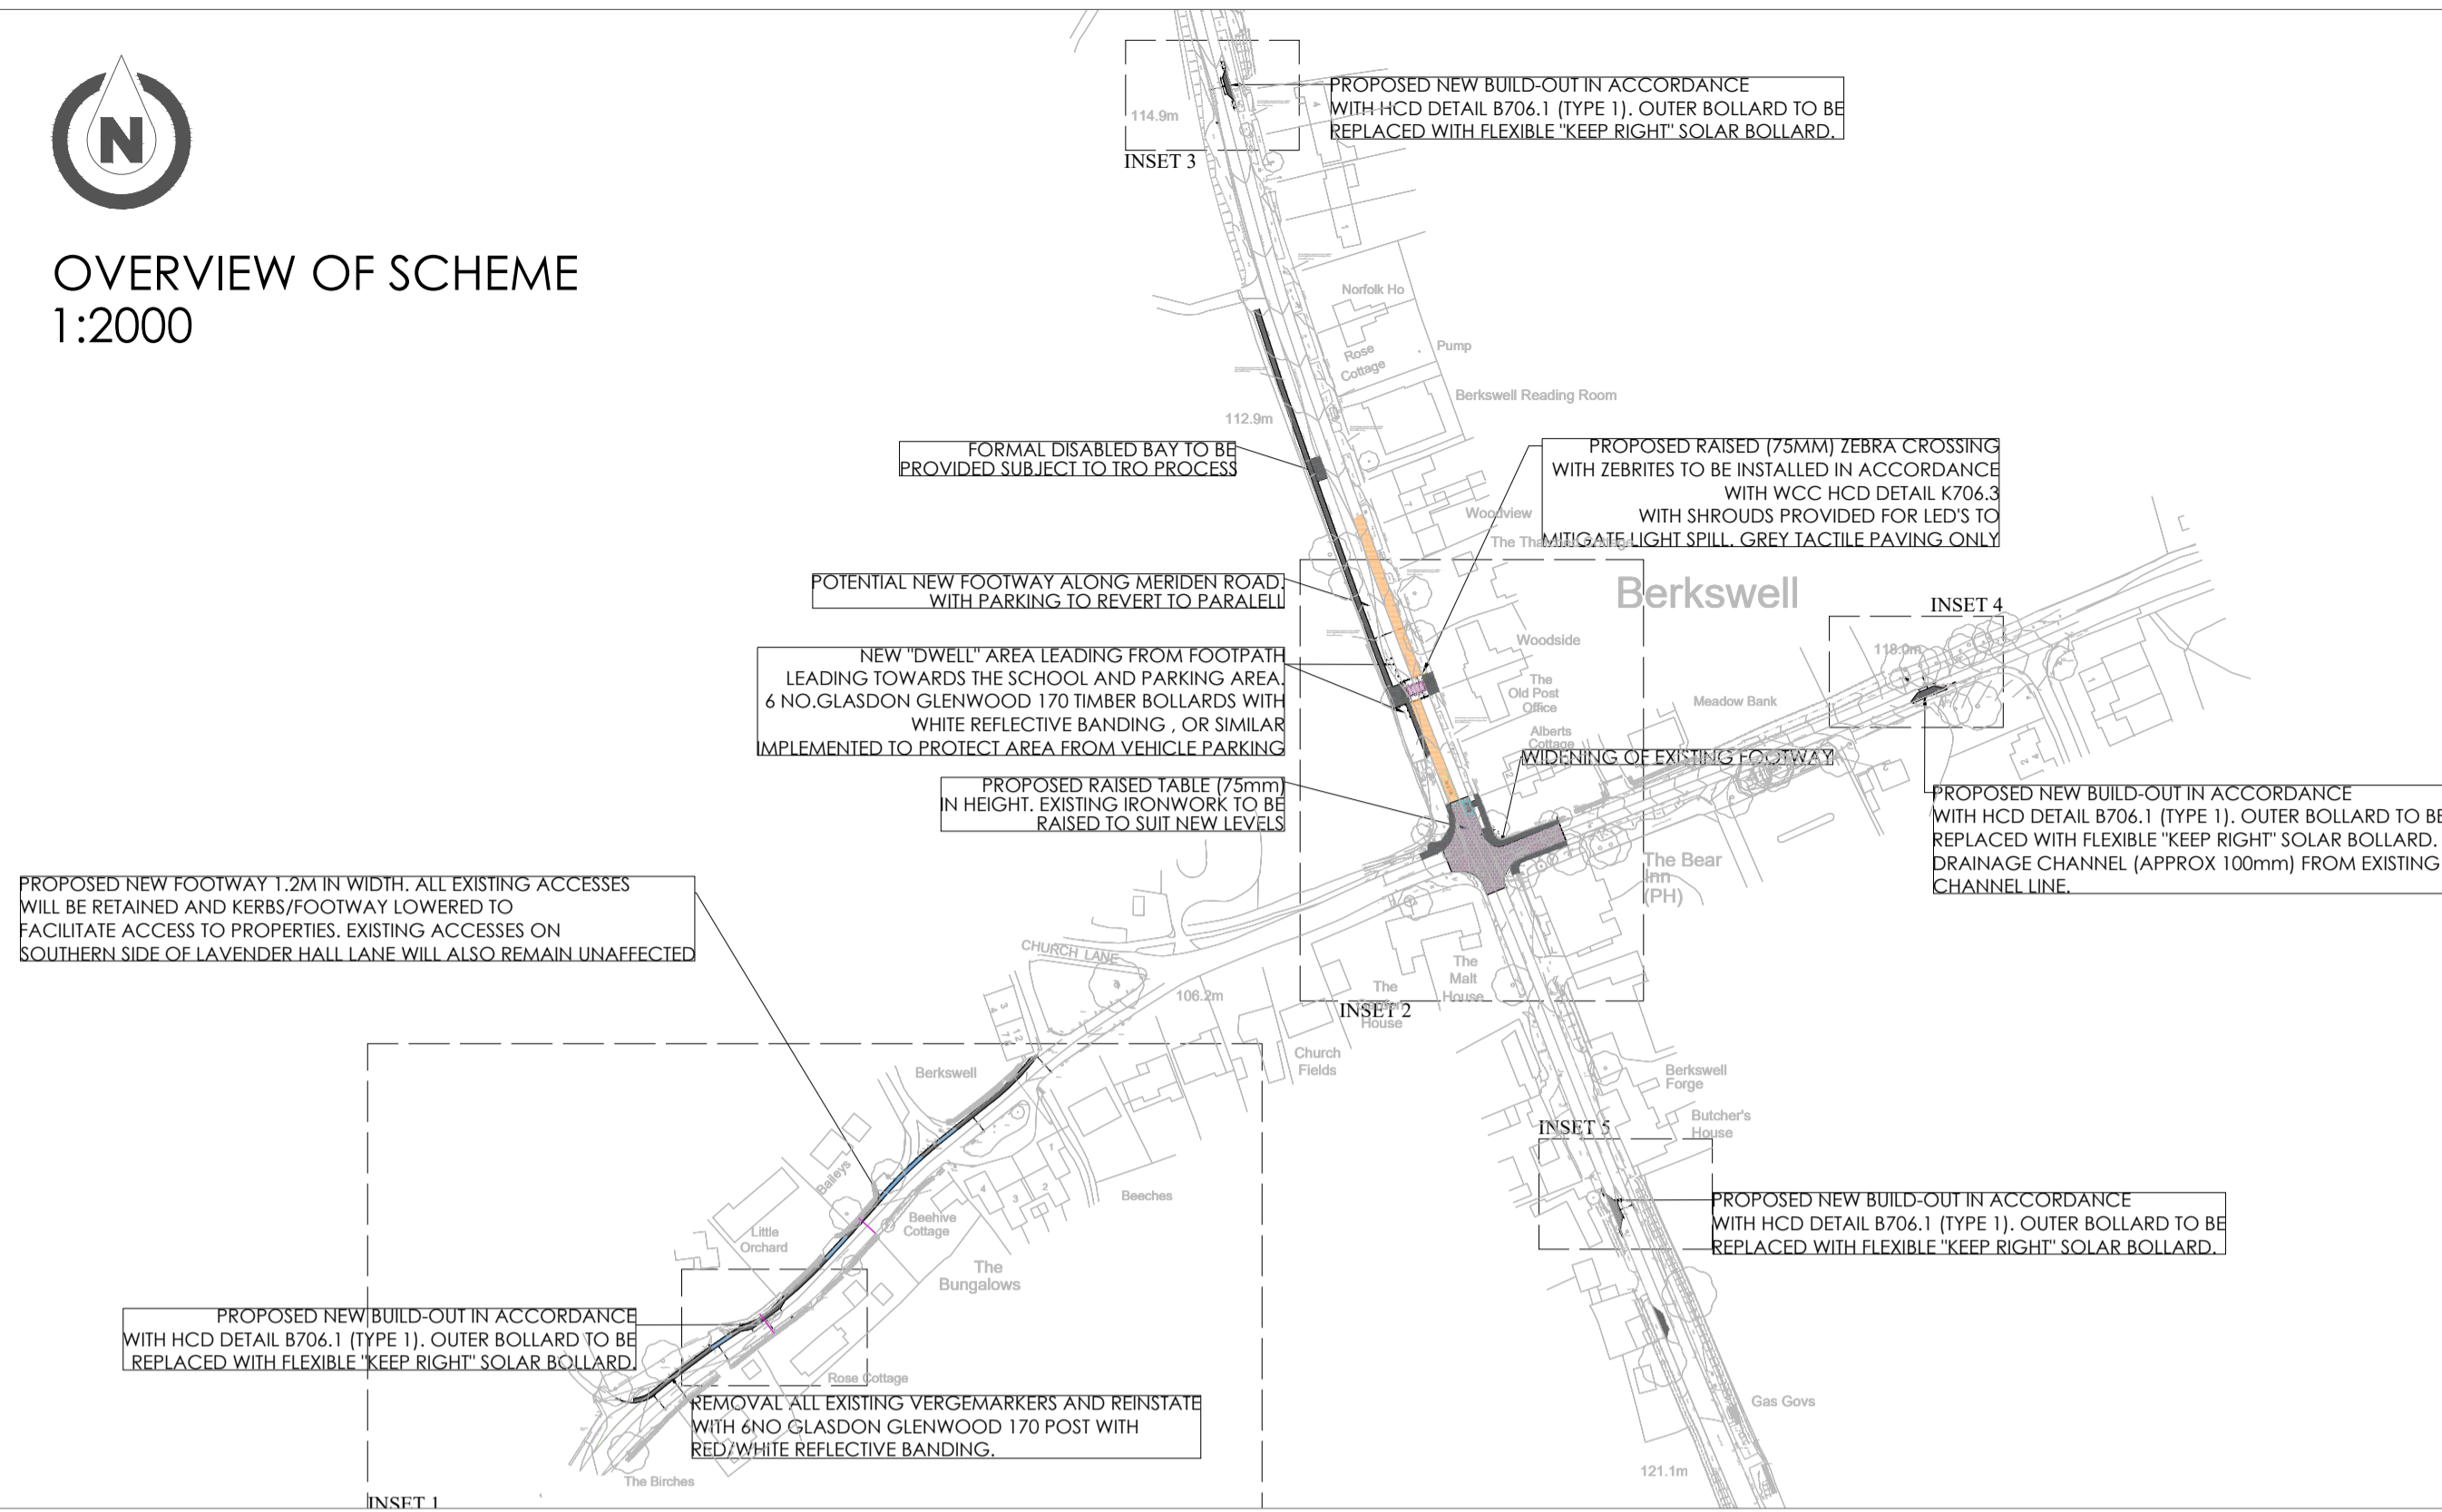 N
OVERVIEW OF SCHEME
1:2000
PROPOSED NEW BUILD-OUT IN ACCORDANCE
WITH HCD DETAIL B706.1 (TYPE 1). OUTER BOLLARD TO BE
REPLACED WITH FLEXIBLE "KEEP RIGHT" SOLAR BOLLARD.
114.9m
INSET 3
4
1
Norfolk Ho
Rose
Cottage
Pump
Berkswell Reading Room
112.9m
FORMAL DISABLED BAY TO BE
PROVIDED SUBJECT TO TRO PROCESS
PROPOSED RAISED (75MM) ZEBRA CROSSING
WITH ZEBRITES TO BE INSTALLED IN ACCORDANCE
WITH WCC HCD DETAIL K706.3
WITH SHROUDS PROVIDED FOR LED'S TO
MITIGATE LIGHT SPILL. GREY TACTILE PAVING ONLY
Woodview
POTENTIAL NEW FOOTWAY ALONG MERIDEN ROAD.
WITH PARKING TO REVERT TO PARALELL
Berkswell
INSET 4
118.0m
Woodside
NEW "DWELL" AREA LEADING FROM FOOTPATH
LEADING TOWARDS THE SCHOOL AND PARKING AREA.
6 NO.GLASDON GLENWOOD 170 TIMBER BOLLARDS WITH
WHITE REFLECTIVE BANDING , OR SIMILAR
IMPLEMENTED TO PROTECT AREA FROM VEHICLE PARKING
The
Old Post
Office
Meadow Bank
Alberts
Cottage
WIDENING OF EXISTING FOOTWAY
PROPOSED RAISED TABLE (75mm)
IN HEIGHT. EXISTING IRONWORK TO BE
RAISED TO SUIT NEW LEVELS
PROPOSED NEW BUILD-OUT IN ACCORDANCE
WITH HCD DETAIL B706.1 (TYPE 1). OUTER BOLLARD TO BE
REPLACED WITH FLEXIBLE "KEEP RIGHT" SOLAR BOLLARD.
DRAINAGE CHANNEL (APPROX 100mm) FROM EXISTING
CHANNEL LINE.
The Bear
Inn
(PH)
PROPOSED NEW FOOTWAY 1.2M IN WIDTH. ALL EXISTING ACCESSES
WILL BE RETAINED AND KERBS/FOOTWAY LOWERED TO
FACILITATE ACCESS TO PROPERTIES. EXISTING ACCESSES ON
SOUTHERN SIDE OF LAVENDER HALL LANE WILL ALSO REMAIN UNAFFECTED
CHURCH LANE
106.2m
The
Malt
House
The
House
INSET 2
Church
Fields
Berkswell
Berkswell
Forge
Butcher's
House
INSET 5
Baileys
4
3
2
1
Beeches
Beehive
Cottage
Little
Orchard
The
Bungalows
PROPOSED NEW BUILD-OUT IN ACCORDANCE
WITH HCD DETAIL B706.1 (TYPE 1). OUTER BOLLARD TO BE
REPLACED WITH FLEXIBLE "KEEP RIGHT" SOLAR BOLLARD.
PROPOSED NEW BUILD-OUT IN ACCORDANCE
WITH HCD DETAIL B706.1 (TYPE 1). OUTER BOLLARD TO BE
REPLACED WITH FLEXIBLE "KEEP RIGHT" SOLAR BOLLARD.
Rose Cottage
REMOVAL ALL EXISTING VERGEMARKERS AND REINSTATE
WITH 6NO GLASDON GLENWOOD 170 POST WITH
RED/WHITE REFLECTIVE BANDING.
Gas Govs
The Birches
121.1m
INSET 1